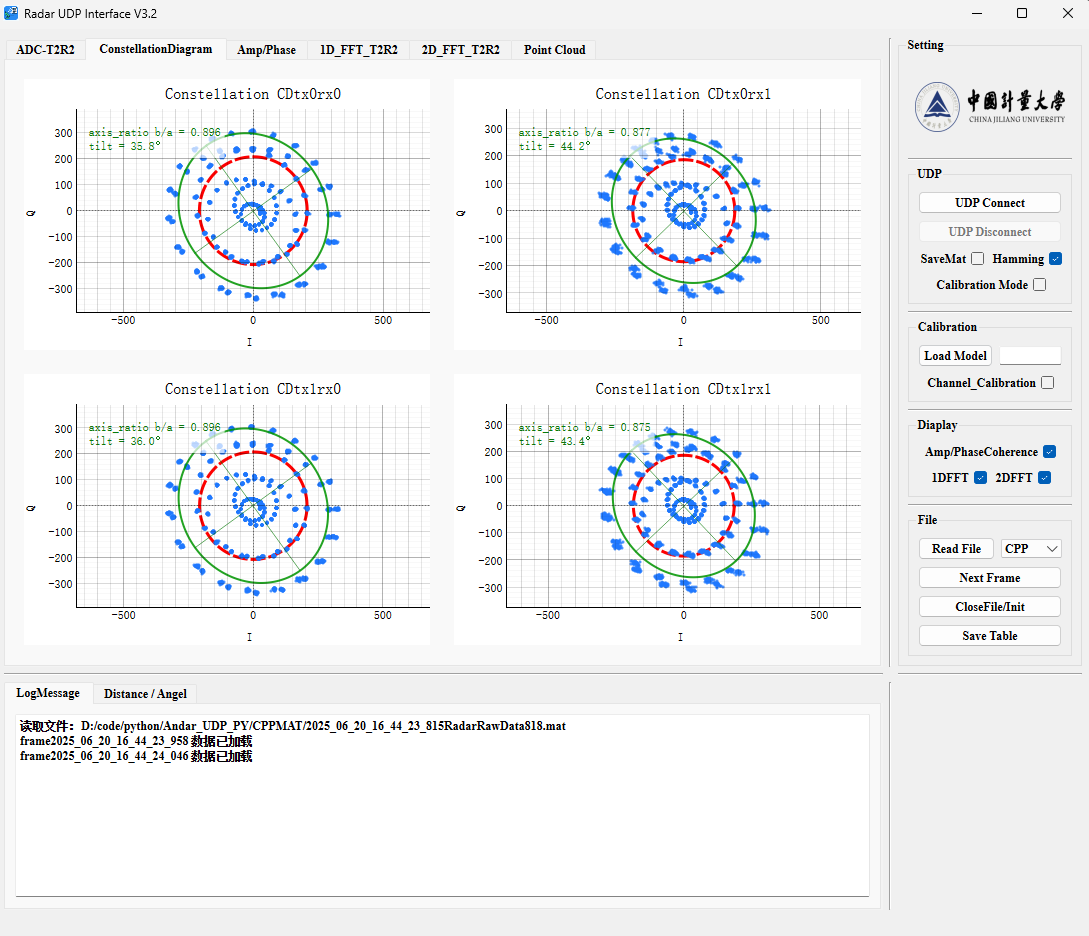 Radar UDP Interface V3.2
ADC-T2R2 ConstellationDiagram Amp/Phase 1D_FFT_T2R2 2D_FFT_T2R2 Point Cloud
Constellation CDtx0rx0
axis_ratio b/a = 0.896
tilt = 35.8°
300
200
100
0
−100
−200
−300
Q
−500 0 500
I
Constellation CDtx0rx1
axis_ratio b/a = 0.877
tilt = 44.2°
300
200
100
0
−100
−200
−300
Q
−500 0 500
I
Constellation CDtx1rx0
axis_ratio b/a = 0.896
tilt = 36.0°
300
200
100
0
−100
−200
−300
Q
−500 0 500
I
Constellation CDtx1rx1
axis_ratio b/a = 0.875
tilt = 43.4°
300
200
100
0
−100
−200
−300
Q
−500 0 500
I
Setting
中國計量大學
CHINA JILIANG UNIVERSITY
UDP
UDP Connect
UDP Disconnect
SaveMat Hamming
Calibration Mode
Calibration
Load Model
Channel_Calibration
Diaplay
Amp/PhaseCoherence
1DFFT 2DFFT
File
Read File CPP
Next Frame
CloseFile/Init
Save Table
LogMessage Distance / Angel
读取文件：D:/code/python/Andar_UDP_PY/CPPMAT/2025_06_20_16_44_23_815RadarRawData818.mat
frame2025_06_20_16_44_23_958 数据已加载
frame2025_06_20_16_44_24_046 数据已加载